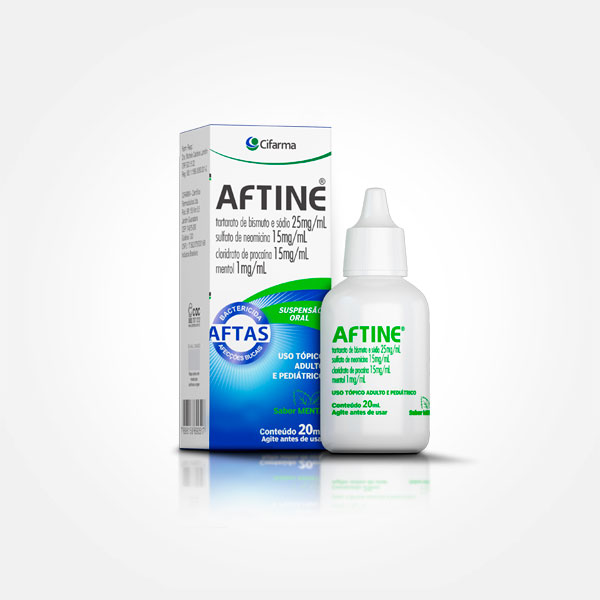 Cifarma
AFTINE®
tartarato de bismuto e sódio 25mg/mL
sulfato de neomicina 15mg/mL
cloridrato de procaína 15mg/mL
mentol 1mg/mL
BACTERICIDA
AFTAS
AFECÇÕES BUCAIS
SUSPENSÃO
ORAL
USO TÓPICO
ADULTO
E PEDIÁTRICO
Sabor MENTA
Conteúdo 20mL
Agite antes de usar
AFTINE®
tartarato de bismuto e sódio 25mg/mL
sulfato de neomicina 15mg/mL
cloridrato de procaína 15mg/mL
mentol 1mg/mL
USO TÓPICO ADULTO E PEDIÁTRICO
Conteúdo 20mL
Agite antes de usar